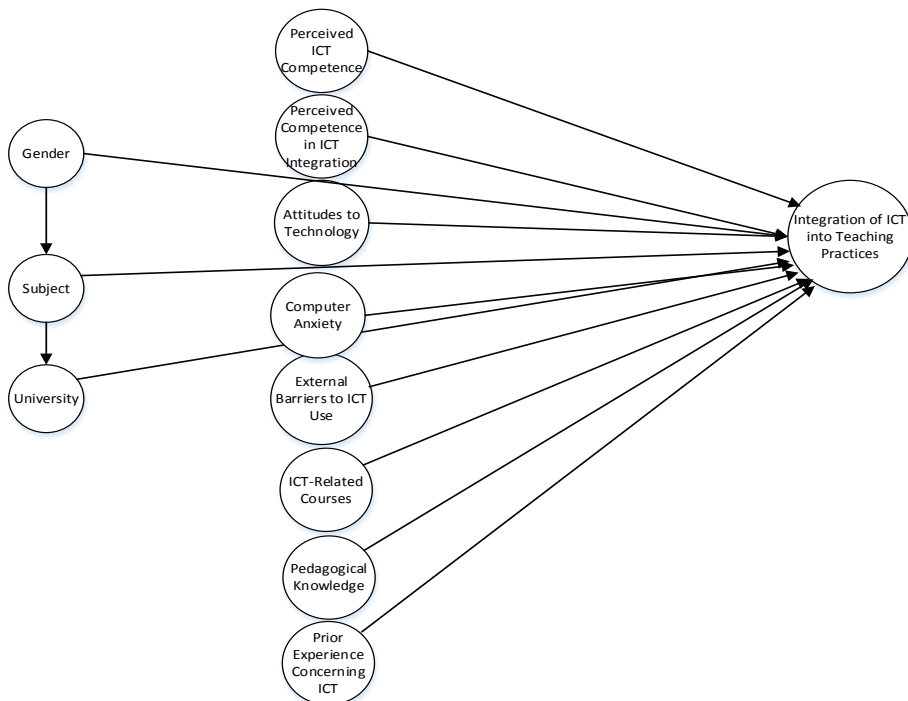 Perceived
ICT
Competence
Perceived
Competence
in ICT
Integration
Gender
Attitudes to
Technology
Integration of ICT
into Teaching
Practices
Subject
Computer
Anxiety
University
External
Barriers to ICT
Use
ICT-Related
Courses
Pedagogical
Knowledge
Prior
Experience
Concerning
ICT